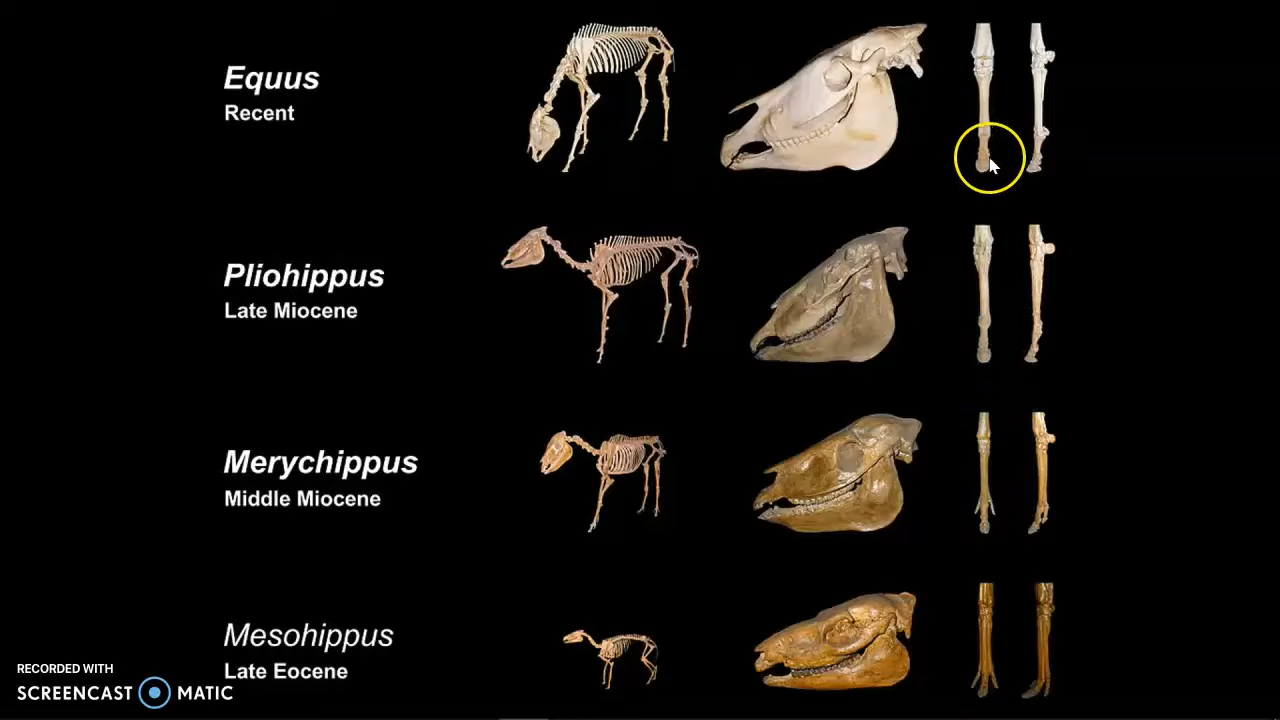 Equus
Recent
Pliohippus
Late Miocene
Merychippus
Middle Miocene
Mesohippus
Late Eocene
RECORDED WITH
SCREENCAST MATIC